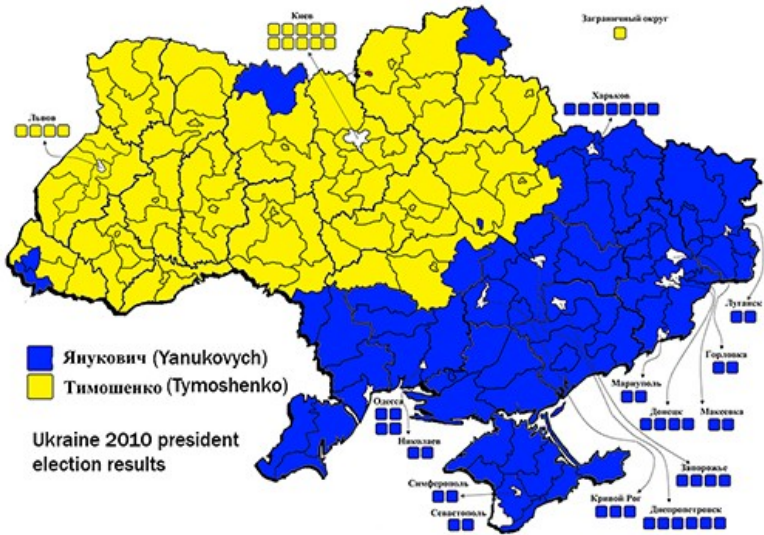 Киев
Заграничный округ
Харьков
Львов
Луганск
Горловка
Мариуполь
Донецк
Макеевка
Одесса
Николаев
Запорожье
Симферополь
Кривой Рог
Севастополь
Днепропетровск
Янукович (Yanukovych)
Тимошенко (Tymoshenko)
Ukraine 2010 president
election results